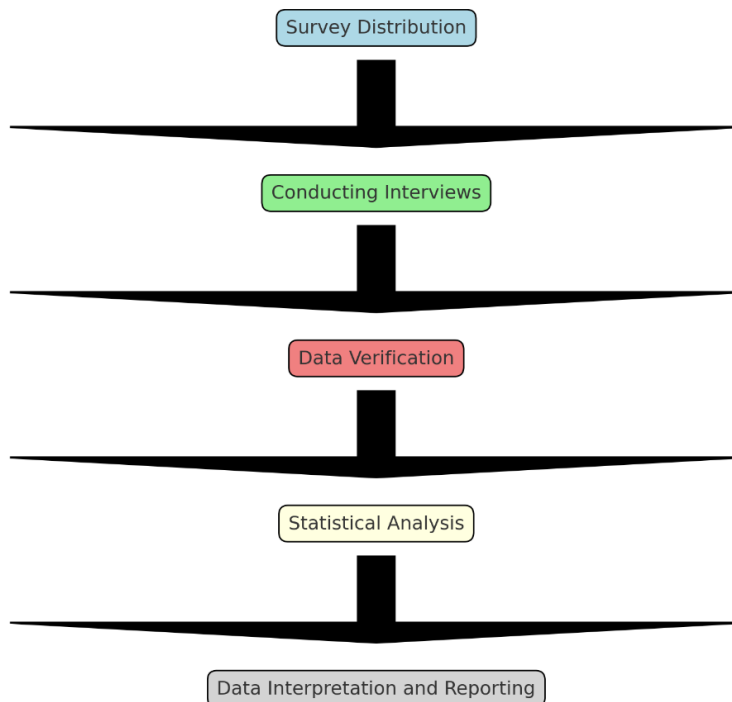 Survey Distribution
Conducting Interviews
Data Verification
Statistical Analysis
Data Interpretation and Reporting